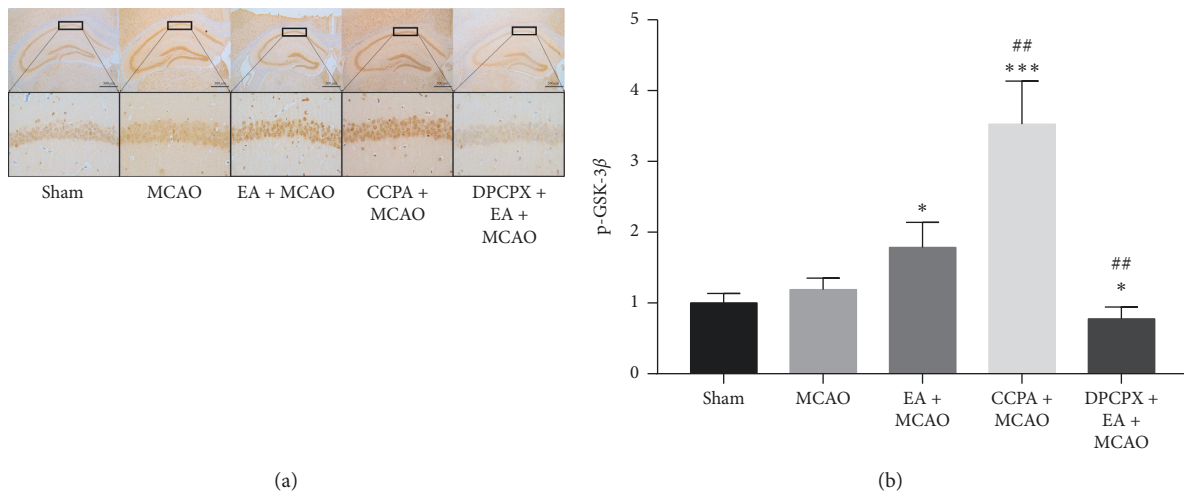 Sham
MCAO
EA + MCAO
CCPA +
MCAO
DPCPX +
EA +
MCAO
(a)
p-GSK-3β
5
4
3
2
1
0
*
##
***
##
*
Sham
MCAO
EA +
MCAO
CCPA +
MCAO
DPCPX +
EA +
MCAO
(b)